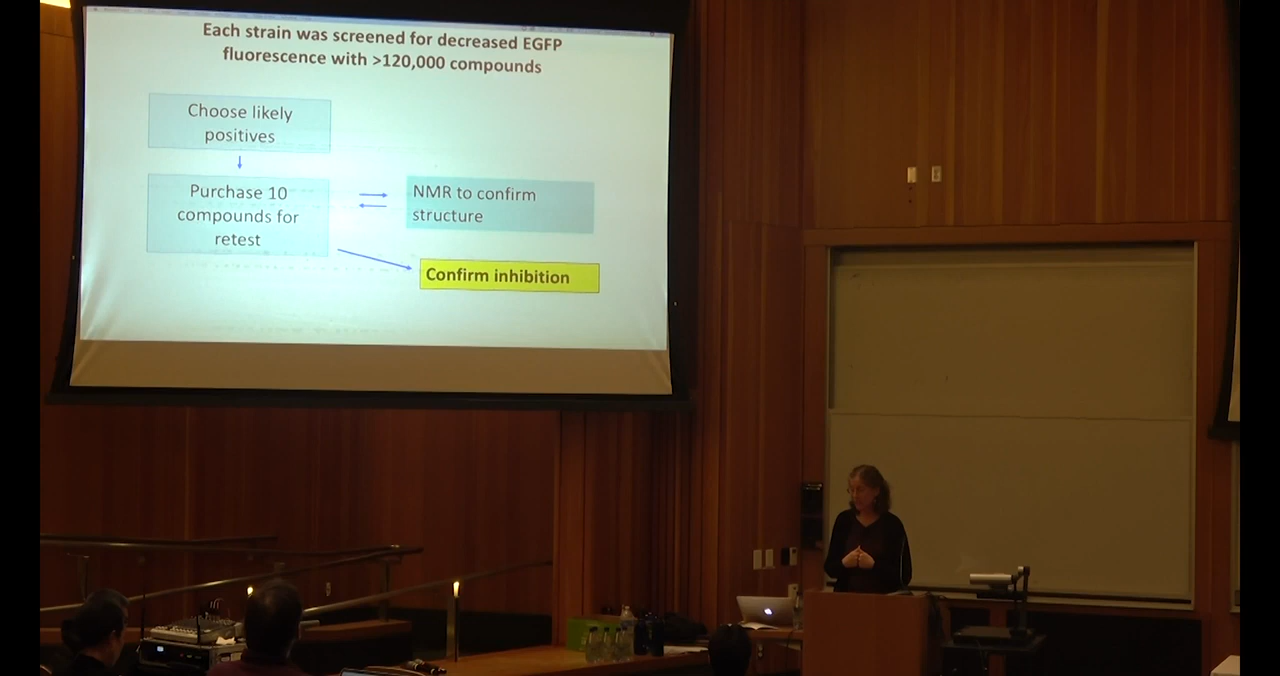 Each strain was screened for decreased EGFP
fluorescence with >120,000 compounds
Choose likely
positives
Purchase 10
compounds for
retest
NMR to confirm
structure
Confirm inhibition